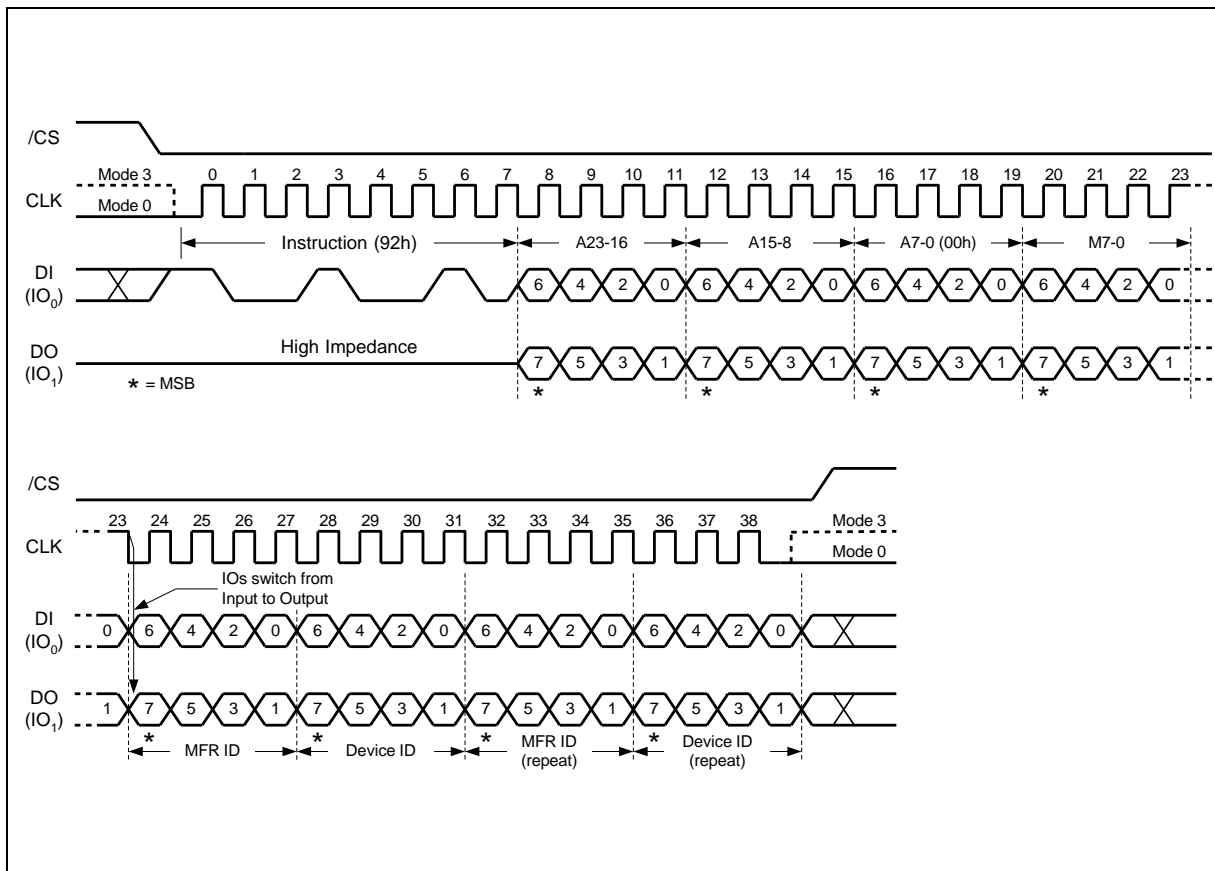 /CS
Mode 3 0 1 2 3 4 5 6 7 8 9 10 11 12 13 14 15 16 17 18 19 20 21 22 23
CLK
Mode 0
Instruction (92h) A23-16 A15-8 A7-0 (00h) M7-0
DI
(IO0) 6 4 2 0 6 4 2 0 6 4 2 0 6 4 2 0
High Impedance
DO
(IO1) 7 5 3 1 7 5 3 1 7 5 3 1 7 5 3 1
* = MSB * * * *
/CS
23 24 25 26 27 28 29 30 31 32 33 34 35 36 37 38 Mode 3
CLK
Mode 0
IOs switch from
Input to Output
DI
(IO0) 0 6 4 2 0 6 4 2 0 6 4 2 0 6 4 2 0
DO
(IO1) 1 7 5 3 1 7 5 3 1 7 5 3 1 7 5 3 1
* * * *
MFR ID Device ID MFR ID
(repeat) Device ID
(repeat)